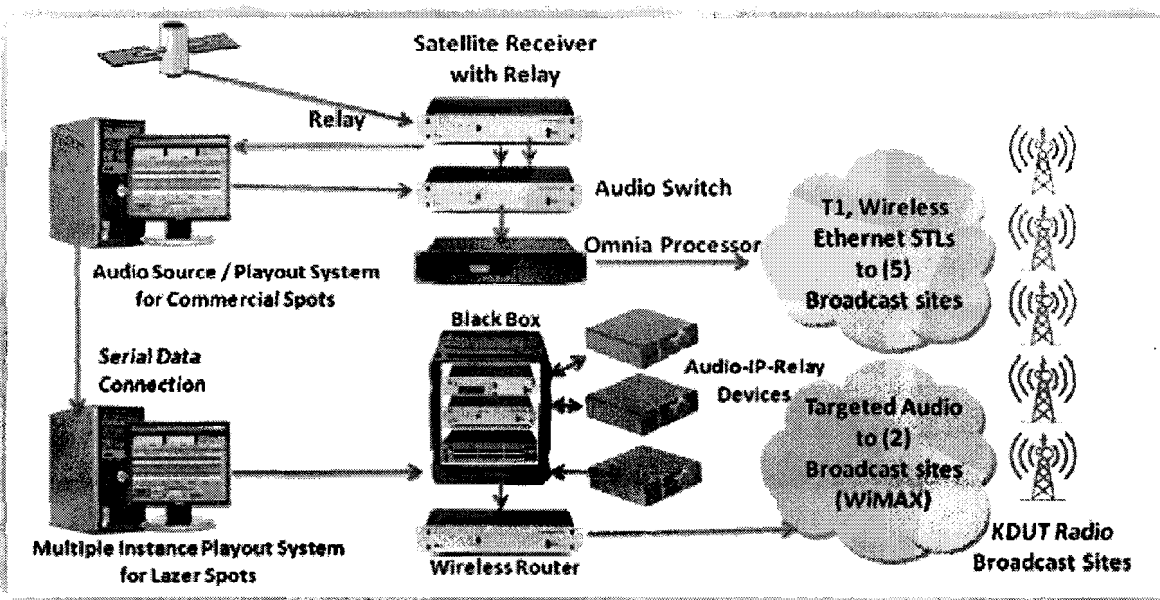 Satellite Receiver
with Relay
Relay
Audio Switch
Omnia Processor
T1, Wireless
Ethernet STLs
to (5)
Broadcast sites
Audio Source / Playout System
for Commercial Spots
Serial Data
Connection
Black Box
Audio-IP-Relay
Devices
Targeted Audio
to (2)
Broadcast sites
(WiMAX)
Multiple Instance Playout System
for Lazer Spots
Wireless Router
KDUT Radio
Broadcast Sites